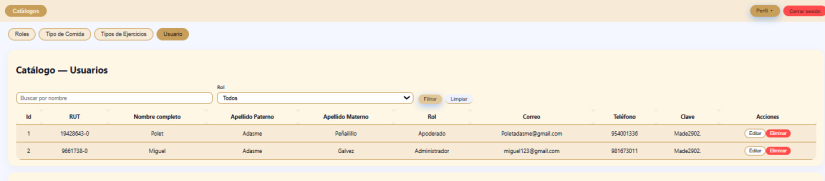 Catálogos Perfil Cerrar sesión
Roles Tipo de Comida Tipos de Ejercicios Usuario
Catálogo — Usuarios
Rol
Buscar por nombre Todos Filtrar Limpiar
Id RUT Nombre completo Apellido Paterno Apellido Materno Rol Correo Teléfono Clave Acciones
1 19428643-0 Polet Adasme Peñailillo Apoderado Poletadasme@gmail.com 954001336 Made2902. Editar Eliminar
2 9661738-0 Miguel Adasme Galvez Administrador miguel123@gmail.com 981673011 Made2902. Editar Eliminar